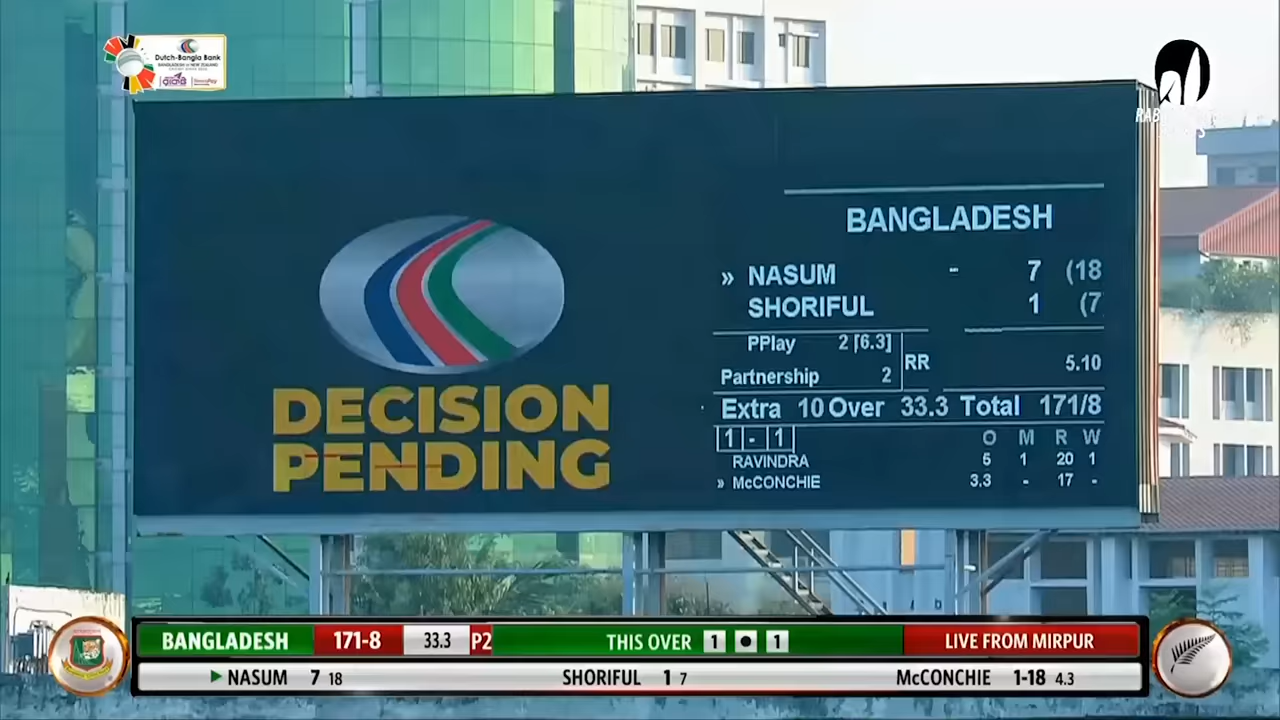 Dutch-Bangla Bank
BANGLADESH
» NASUM - 7 (18
SHORIFUL 1 (7
PPlay 2 [6.3]
Partnership 2
RR 5.10
Extra 10 Over 33.3 Total 171/8
1 - 1
O M R W
RAVINDRA 5 1 20 1
» McCONCHIE 3.3 - 17 -
DECISION
PENDING
BANGLADESH 171-8 33.3 P2 THIS OVER 1 ● 1 LIVE FROM MIRPUR
NASUM 7 18 SHORIFUL 1 7 McCONCHIE 1-18 4.3